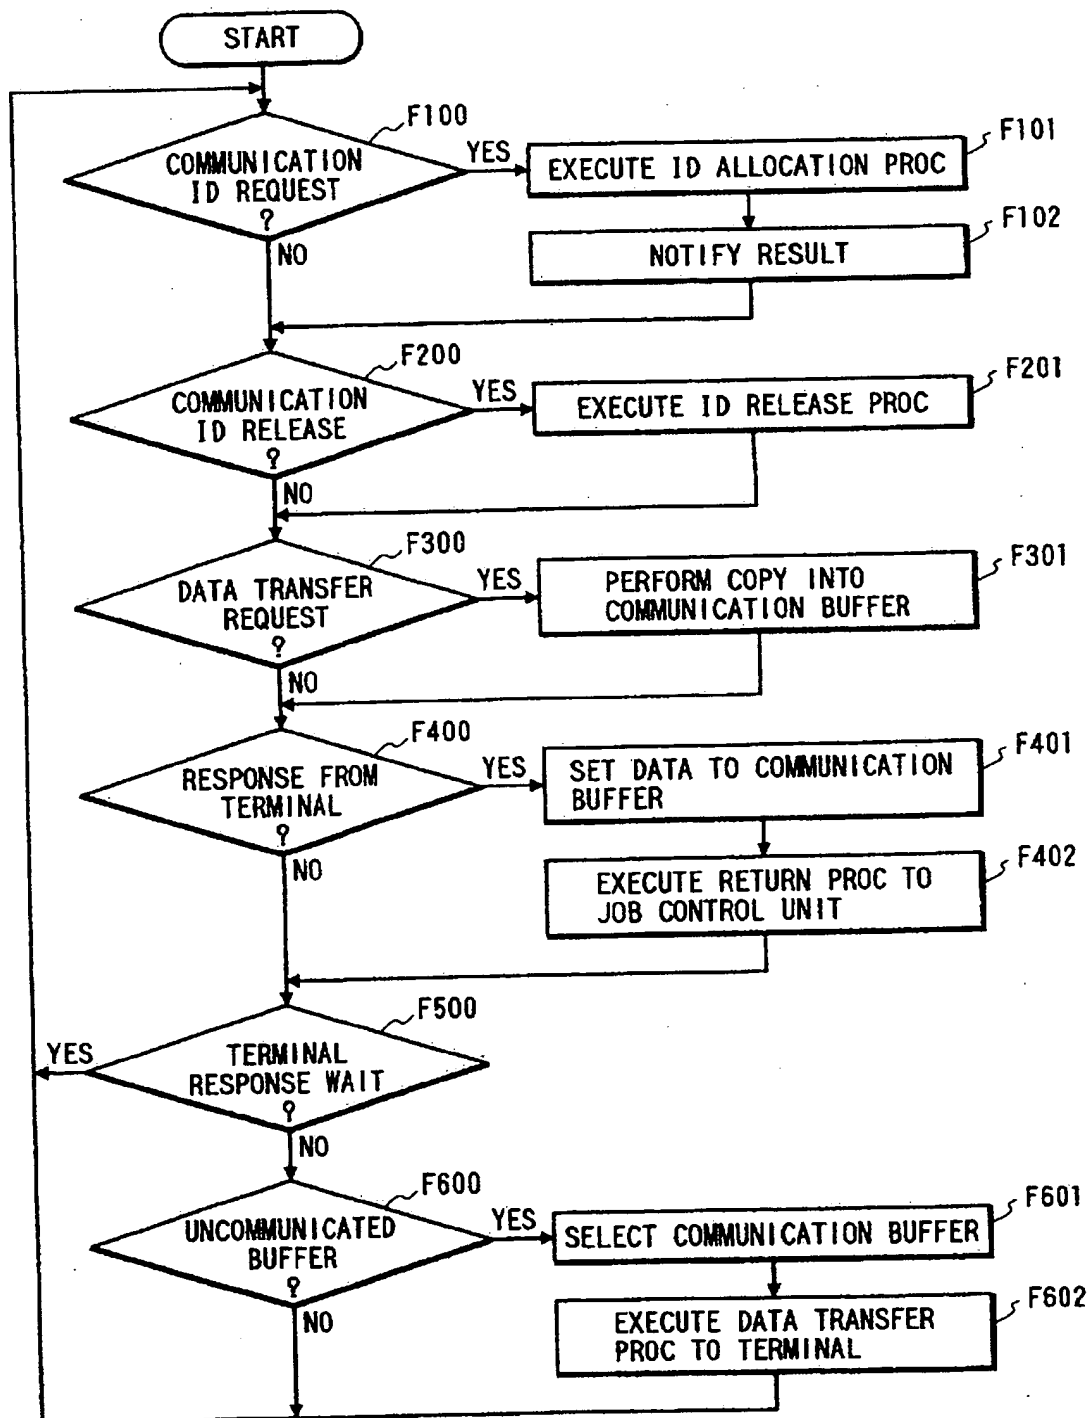 START
F100
COMMUNICATION
ID REQUEST
?
YES
NO
F101
EXECUTE ID ALLOCATION PROC
F102
NOTIFY RESULT
F200
COMMUNICATION
ID RELEASE
?
YES
NO
F201
EXECUTE ID RELEASE PROC
F300
DATA TRANSFER
REQUEST
?
YES
NO
F301
PERFORM COPY INTO
COMMUNICATION BUFFER
F400
RESPONSE FROM
TERMINAL
?
YES
NO
F401
SET DATA TO COMMUNICATION
BUFFER
F402
EXECUTE RETURN PROC TO
JOB CONTROL UNIT
F500
YES
TERMINAL
RESPONSE WAIT
?
NO
F600
UNCOMMUNICATED
BUFFER
?
YES
NO
F601
SELECT COMMUNICATION BUFFER
F602
EXECUTE DATA TRANSFER
PROC TO TERMINAL